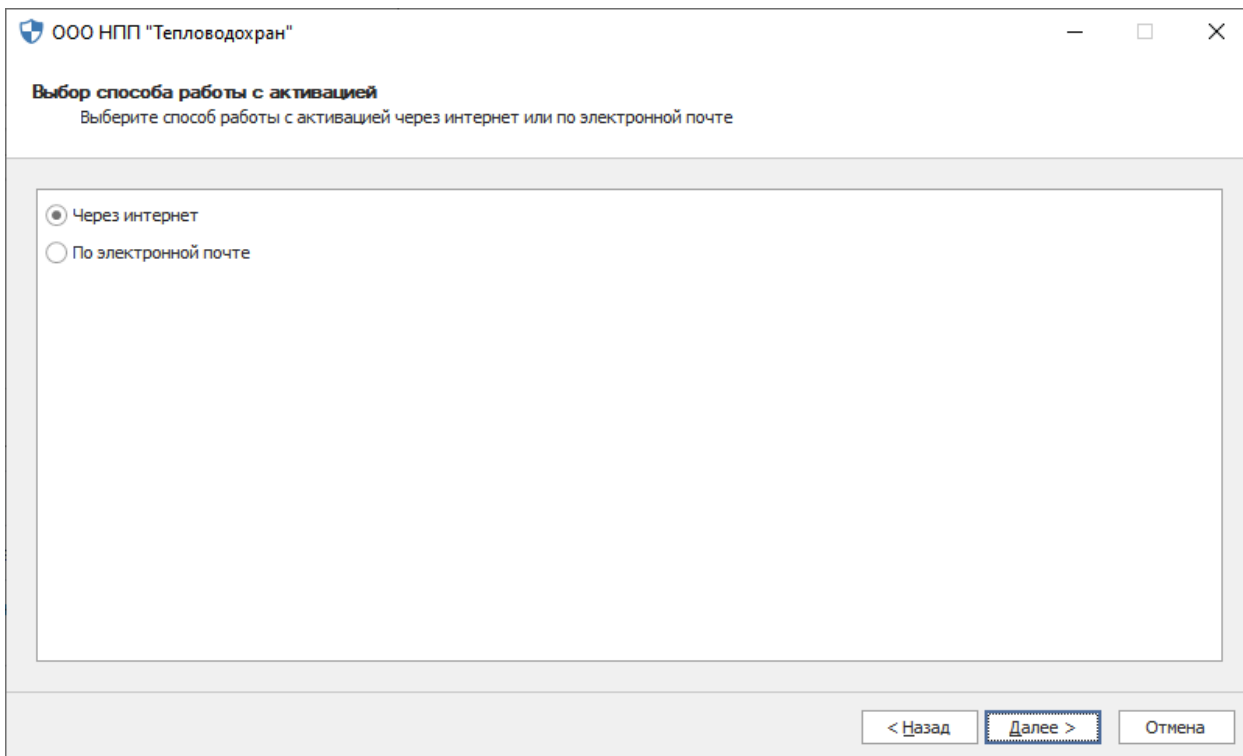 ООО НПП "Тепловодохран"
Выбор способа работы с активацией
Выберите способ работы с активацией через интернет или по электронной почте
Через интернет
По электронной почте
< Назад
Далее >
Отмена